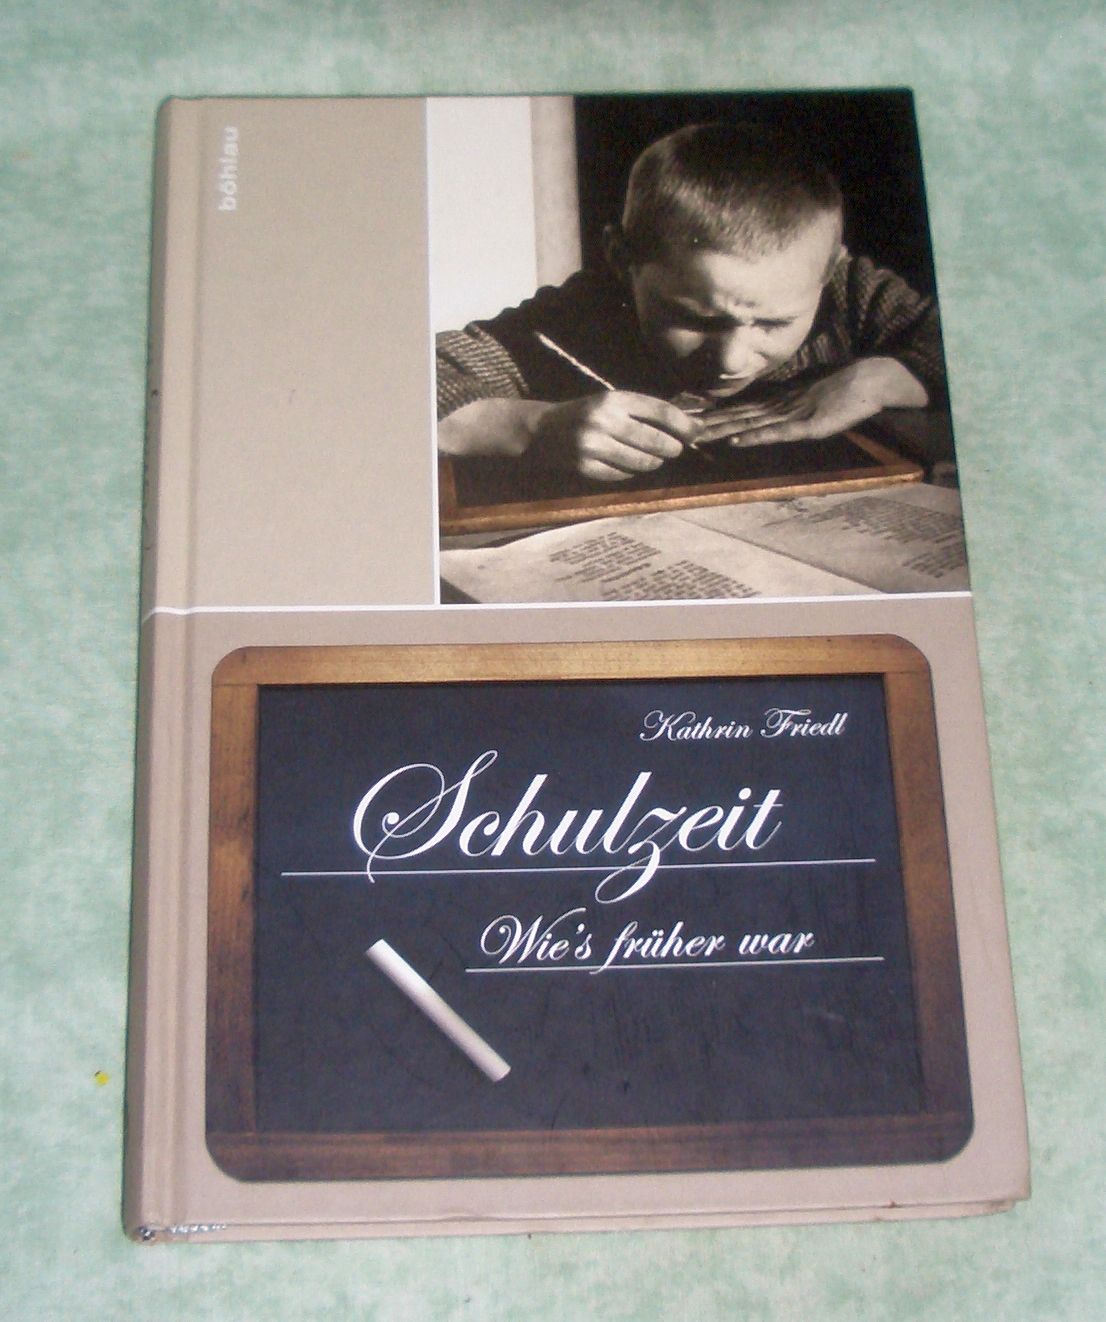 böhlau
Kathrin Friedl
Schulzeit
Wie's früher war